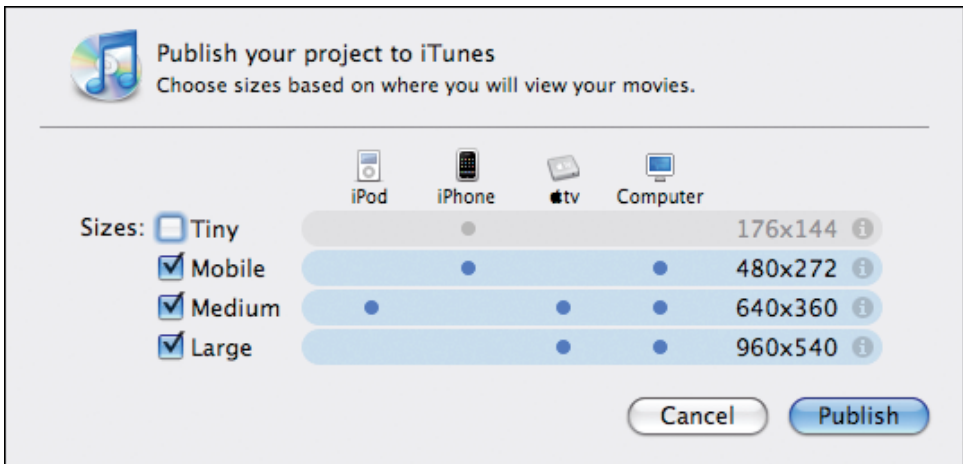 Publish your project to iTunes
Choose sizes based on where you will view your movies.
iPod iPhone tv Computer
Sizes: Tiny 176x144
Mobile 480x272
Medium 640x360
Large 960x540
Cancel Publish